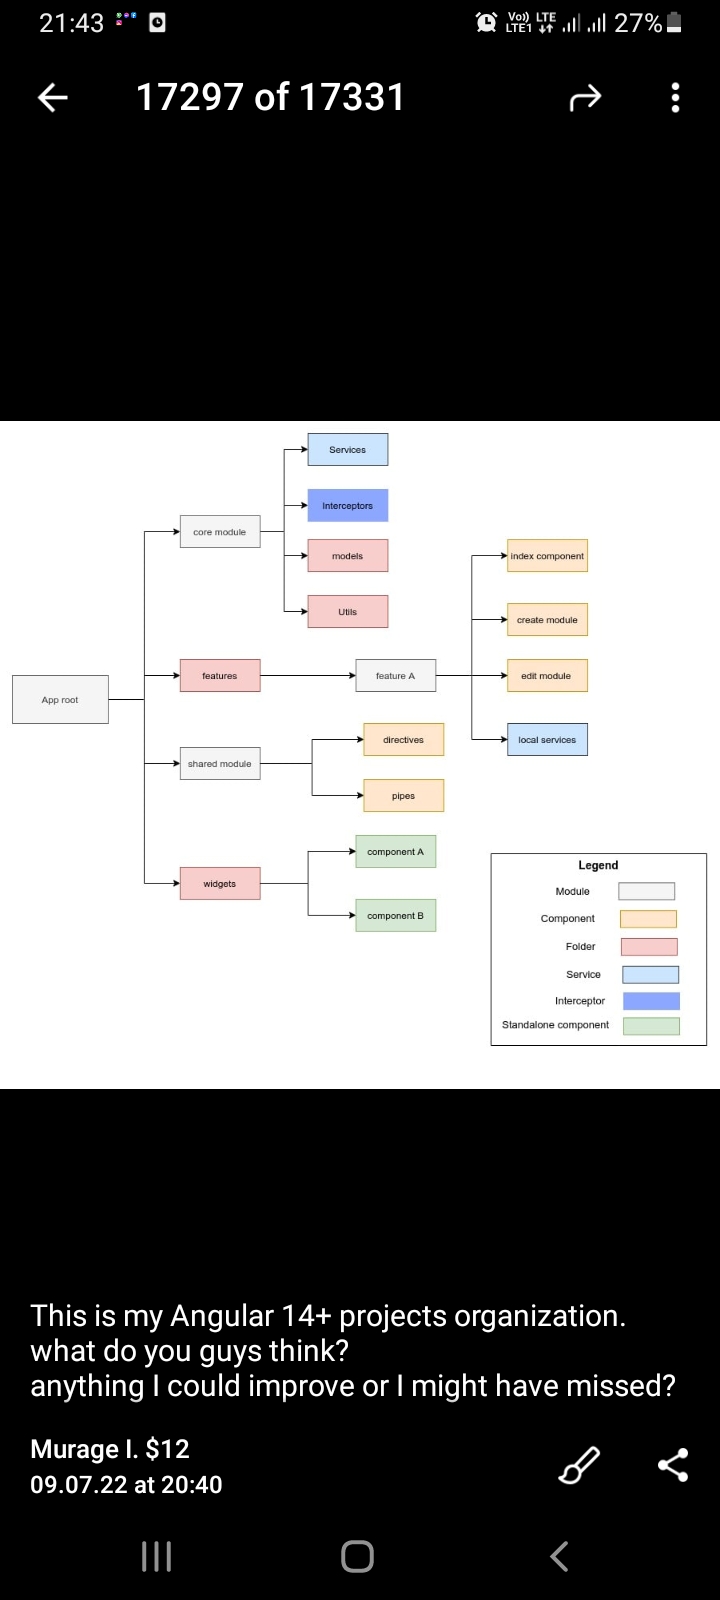 21:43
Vo) LTE
LTE1
27%
17297 of 17331
Services
Interceptors
core module
models
index component
Utils
create module
features
feature A
edit module
App root
directives
local services
shared module
pipes
component A
widgets
component B
Legend
Module
Component
Folder
Service
Interceptor
Standalone component
This is my Angular 14+ projects organization.
what do you guys think?
anything I could improve or I might have missed?
Murage I. $12
09.07.22 at 20:40